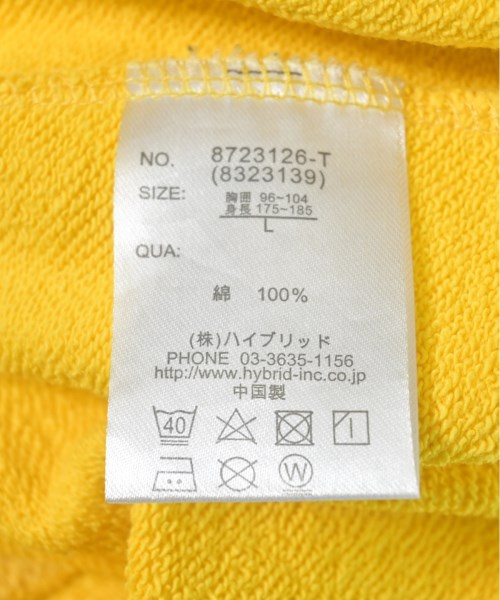 NO. 8723126-T
(8323139)
SIZE: 胸囲 96~104
身長 175~185
L
QUA:
綿 100%
(株)ハイブリッド
PHONE 03-3635-1156
http://www.hybrid-inc.co.jp
中国製
40
W